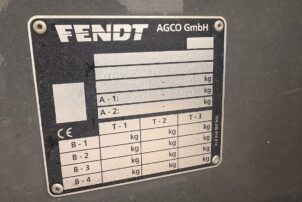 FENDT AGCO GmbH
kg
A - 1: - kg
A - 2: - kg
T - 1 T - 2 T - 3
B - 1 kg kg kg
B - 2 kg kg kg
B - 3 kg kg kg
B - 4 kg kg kg
CE